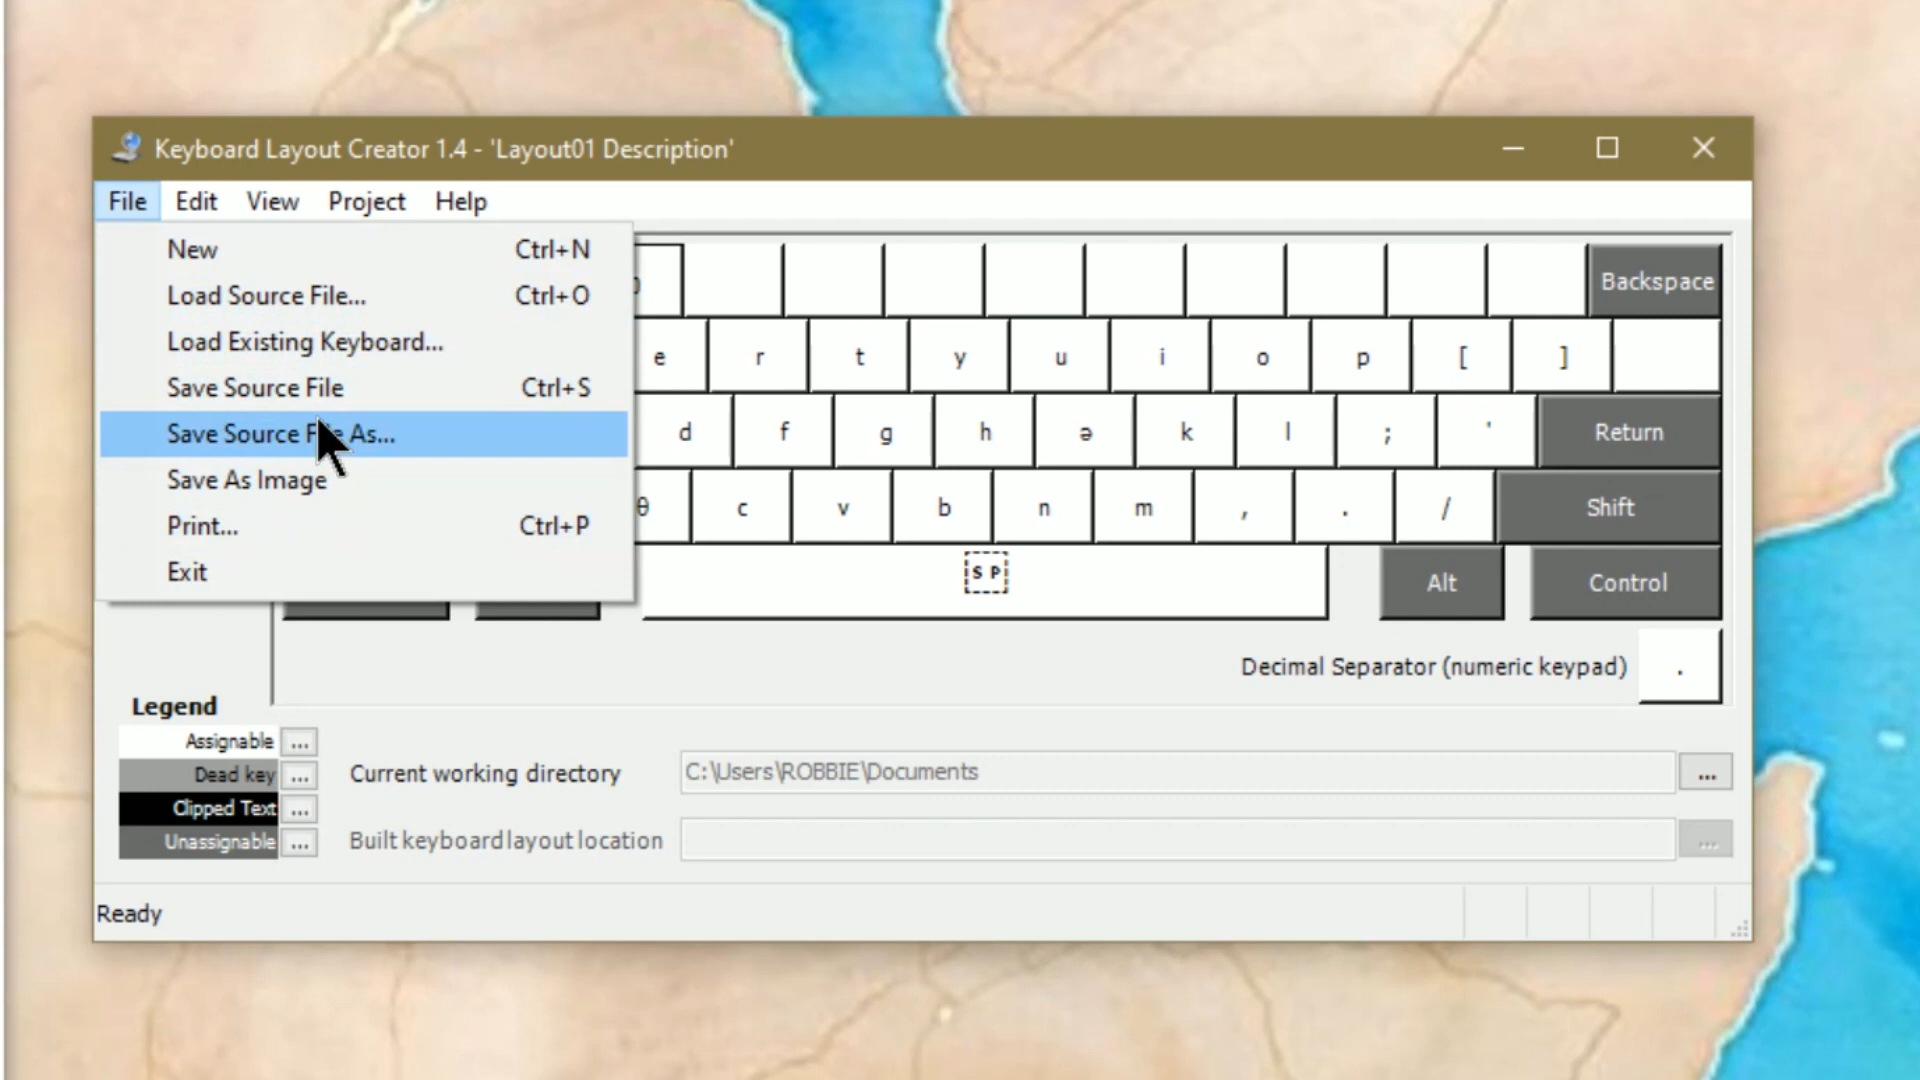 Keyboard Layout Creator 1.4 - 'Layout01 Description'
File Edit View Project Help
New Ctrl+N
Load Source File... Ctrl+O
Load Existing Keyboard...
Save Source File Ctrl+S
Save Source File As...
Save As Image
Print... Ctrl+P
Exit
Backspace
e r t y u i o p [ ]
d f g h ə k l ; ' Return
θ c v b n m , . / Shift
SP Alt Control
Decimal Separator (numeric keypad) .
Legend
Assignable ...
Dead key ...
Clipped Text ...
Unassignable ...
Current working directory C:\Users\ROBBIE\Documents ...
Built keyboard layout location ...
Ready